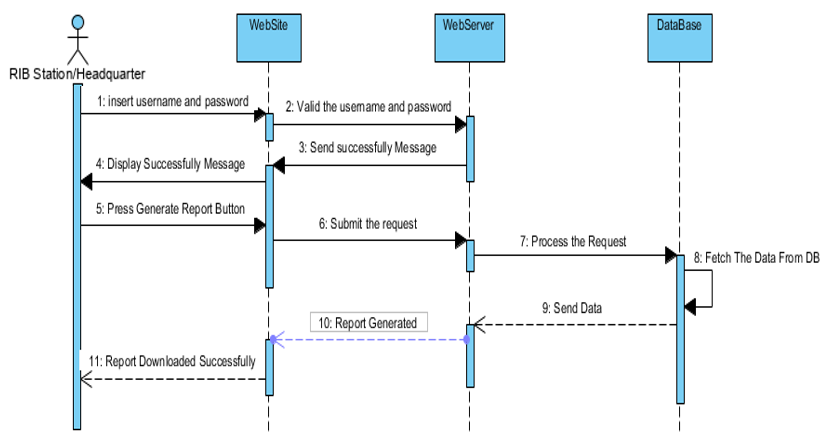 WebSite
WebServer
DataBase
RIB Station/Headquarter
1: insert username and password
2: Valid the username and password
3: Send successfully Message
4: Display Successfully Message
5: Press Generate Report Button
6: Submit the request
7: Process the Request
8: Fetch The Data From DB
9: Send Data
10: Report Generated
11: Report Downloaded Successfully